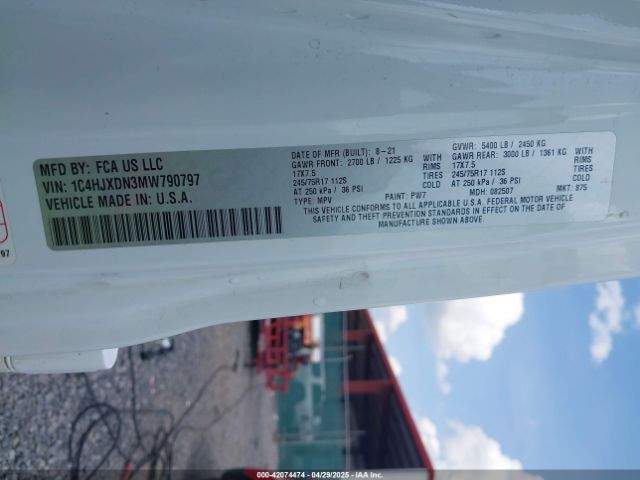 MFD BY: FCA US LLC
VIN: 1C4HJXDN3MW790797
VEHICLE MADE IN U.S.A.
DATE OF MFR (BUILT): 8-21
GAWR FRONT: 2700 LB / 1225 KG WITH
17X7.5 RIMS
245/75R17 112S TIRES
AT 250 kPa / 36 PSI COLD
TYPE: MPV PAINT: PW7
GVWR: 5400 LB / 2450 KG
GAWR REAR: 3000 LB / 1361 KG WITH
17X7.5 RIMS
245/75R17 112S TIRES
AT 250 kPa / 36 PSI COLD
MDH: 082507 MKT: 875
THIS VEHICLE CONFORMS TO ALL APPLICABLE U.S.A. FEDERAL MOTOR VEHICLE
SAFETY AND THEFT PREVENTION STANDARDS IN EFFECT ON THE DATE OF
MANUFACTURE SHOWN ABOVE.
97
000-42074474 - 04/29/2025 - IAA Inc.